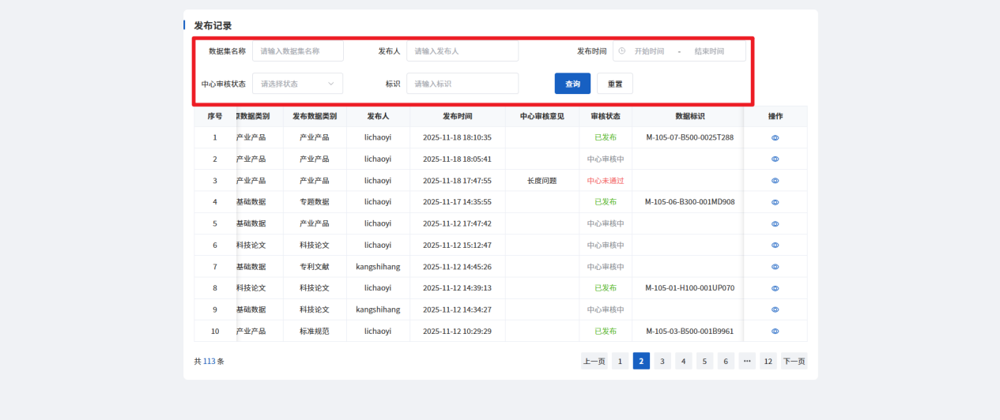 发布记录
数据集名称 请输入数据集名称 发布人 请输入发布人 发布时间 开始时间 - 结束时间
中心审核状态 请选择状态 标识 请输入标识 查询 重置
序号 数据类别 发布数据类别 发布人 发布时间 中心审核意见 审核状态 数据标识 操作
1 产业产品 产业产品 lichaoyi 2025-11-18 18:10:35 已发布 M-105-07-B500-0025T288
2 产业产品 产业产品 lichaoyi 2025-11-18 18:05:41 中心审核中
3 产业产品 产业产品 lichaoyi 2025-11-18 17:47:55 长度问题 中心未通过
4 基础数据 专题数据 lichaoyi 2025-11-17 14:35:55 已发布 M-105-06-B300-001MD908
5 基础数据 产业产品 lichaoyi 2025-11-12 17:47:42 中心审核中
6 科技论文 科技论文 lichaoyi 2025-11-12 15:12:47 中心审核中
7 基础数据 专利文献 kangshihang 2025-11-12 14:45:26 中心审核中
8 科技论文 科技论文 lichaoyi 2025-11-12 14:39:13 已发布 M-105-01-H100-001UP070
9 基础数据 科技论文 kangshihang 2025-11-12 14:34:27 中心审核中
10 产业产品 标准规范 lichaoyi 2025-11-12 10:29:29 已发布 M-105-03-B500-001B9961
共 113 条 上一页 1 2 3 4 5 6 ··· 12 下一页